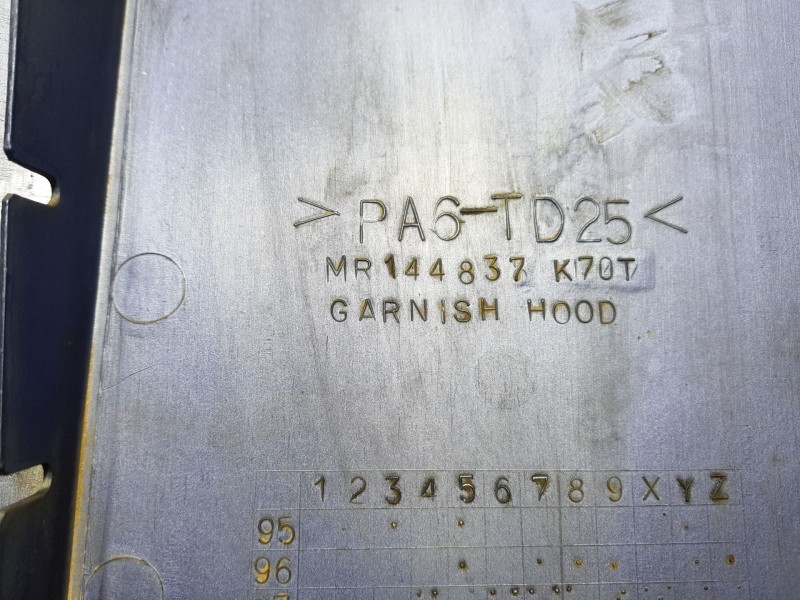 >PA6-TD25<
MR144837 K70T
GARNISH HOOD
1 2 3 4 5 6 7 8 9 X Y Z
95
96